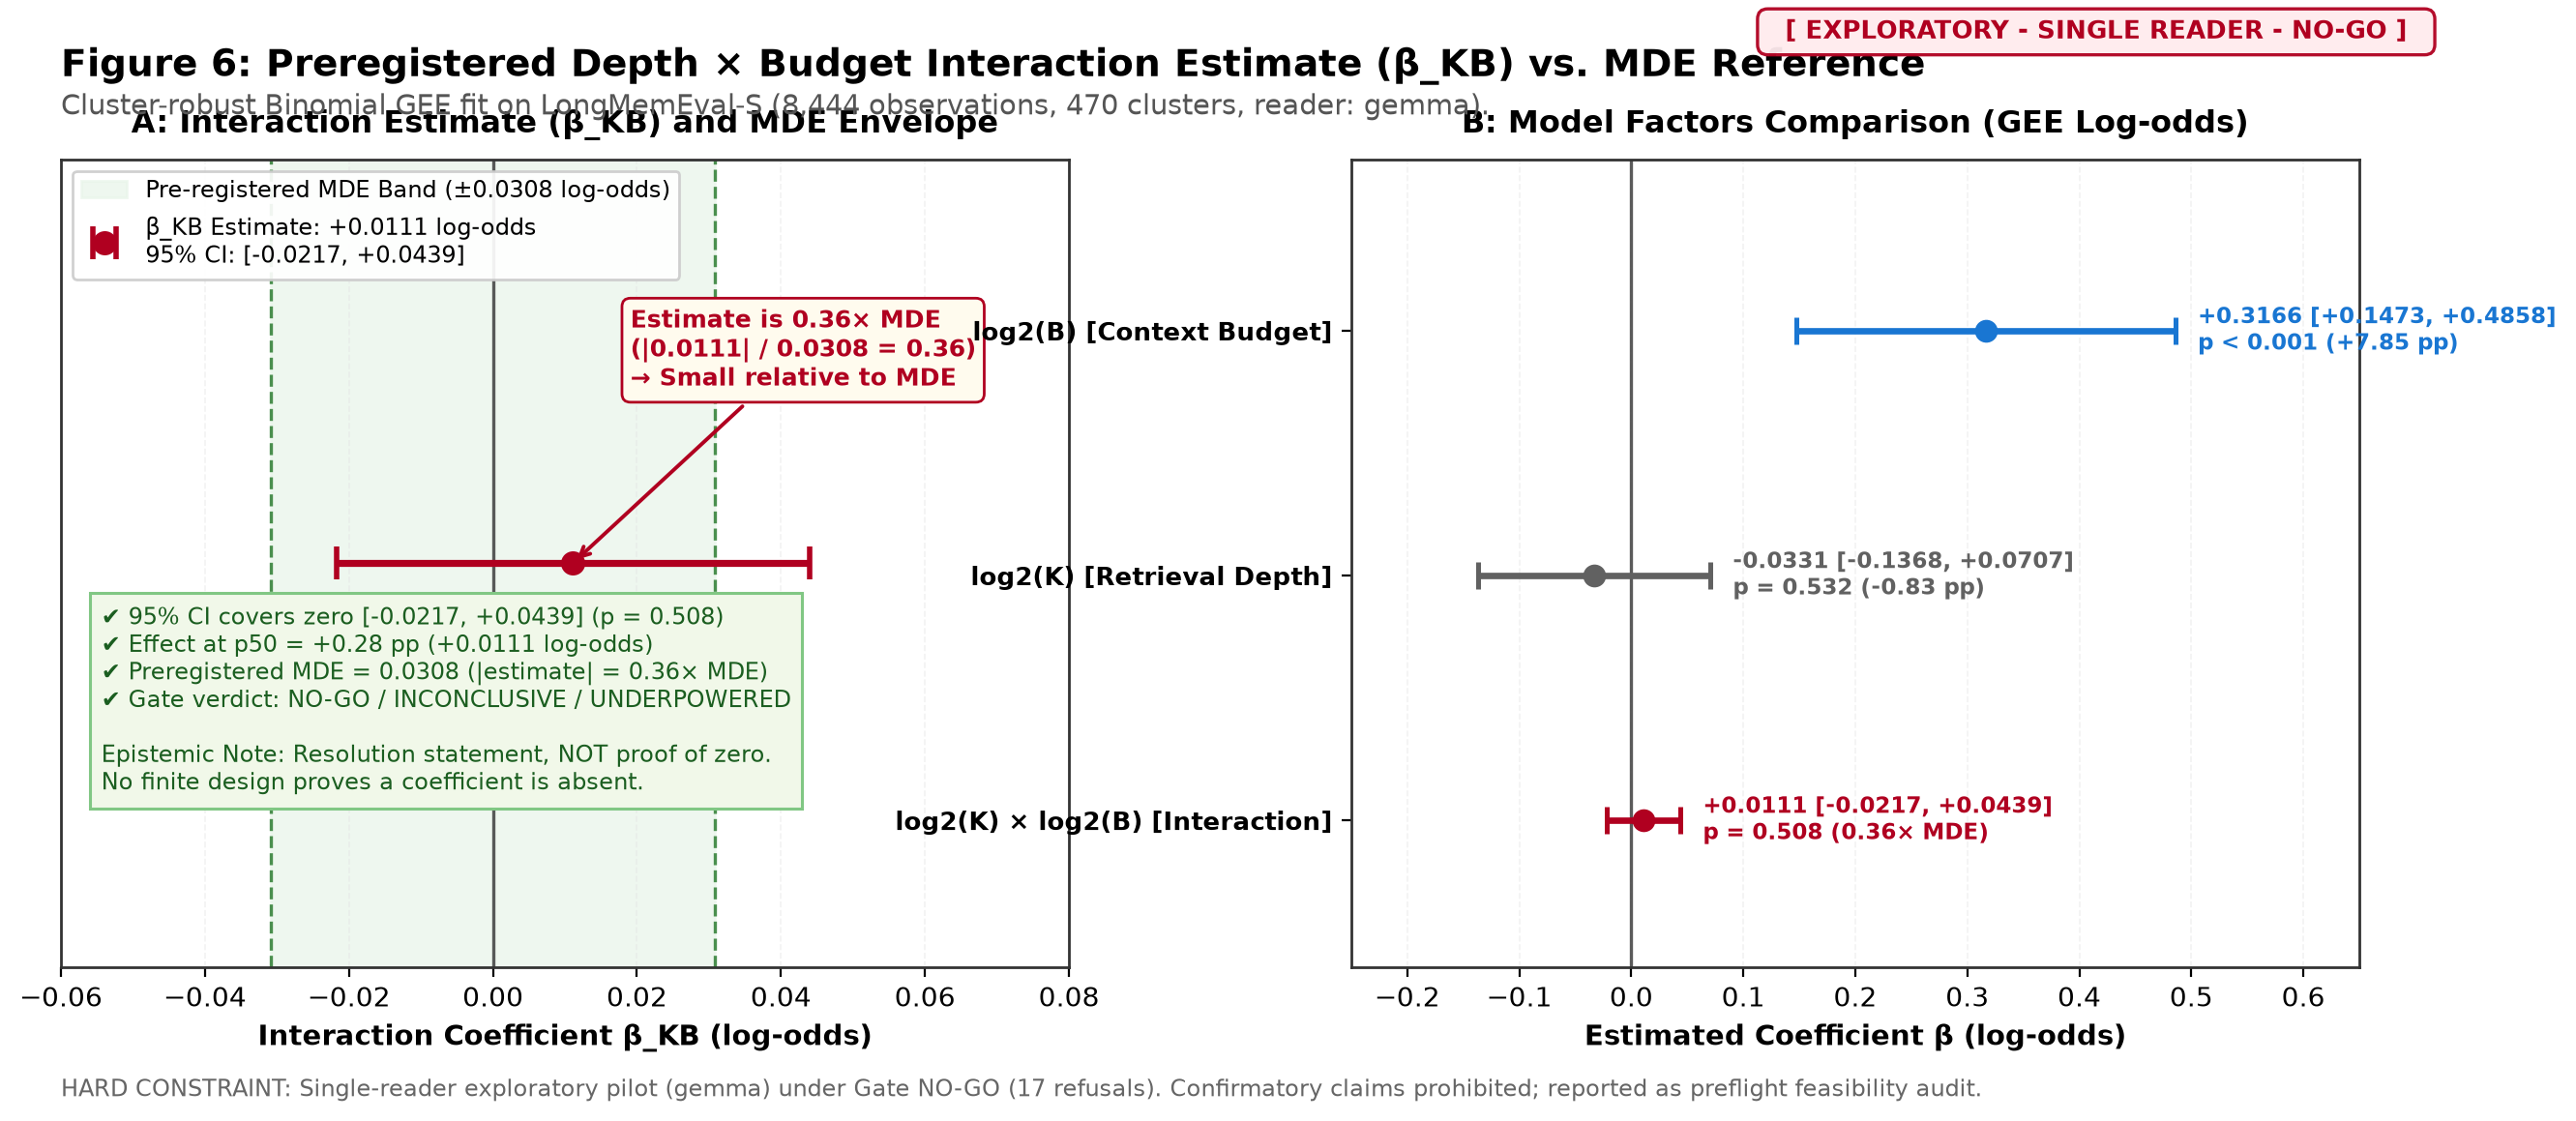 [ EXPLORATORY - SINGLE READER - NO-GO ]
Figure 6: Preregistered Depth × Budget Interaction Estimate (β_KB) vs. MDE Reference
Cluster-robust Binomial GEE fit on LongMemEval-S (8,444 observations, 470 clusters, reader: gemma).
A: Interaction Estimate (β_KB) and MDE Envelope
Pre-registered MDE Band (±0.0308 log-odds)
β_KB Estimate: +0.0111 log-odds
95% CI: [-0.0217, +0.0439]
Estimate is 0.36× MDE
(|0.0111| / 0.0308 = 0.36)
→ Small relative to MDE
✔ 95% CI covers zero [-0.0217, +0.0439] (p = 0.508)
✔ Effect at p50 = +0.28 pp (+0.0111 log-odds)
✔ Preregistered MDE = 0.0308 (|estimate| = 0.36× MDE)
✔ Gate verdict: NO-GO / INCONCLUSIVE / UNDERPOWERED
Epistemic Note: Resolution statement, NOT proof of zero.
No finite design proves a coefficient is absent.
−0.06 −0.04 −0.02 0.00 0.02 0.04 0.06 0.08
Interaction Coefficient β_KB (log-odds)
B: Model Factors Comparison (GEE Log-odds)
log2(B) [Context Budget]
+0.3166 [+0.1473, +0.4858]
p < 0.001 (+7.85 pp)
log2(K) [Retrieval Depth]
-0.0331 [-0.1368, +0.0707]
p = 0.532 (-0.83 pp)
log2(K) × log2(B) [Interaction]
+0.0111 [-0.0217, +0.0439]
p = 0.508 (0.36× MDE)
−0.2 −0.1 0.0 0.1 0.2 0.3 0.4 0.5 0.6
Estimated Coefficient β (log-odds)
HARD CONSTRAINT: Single-reader exploratory pilot (gemma) under Gate NO-GO (17 refusals). Confirmatory claims prohibited; reported as preflight feasibility audit.